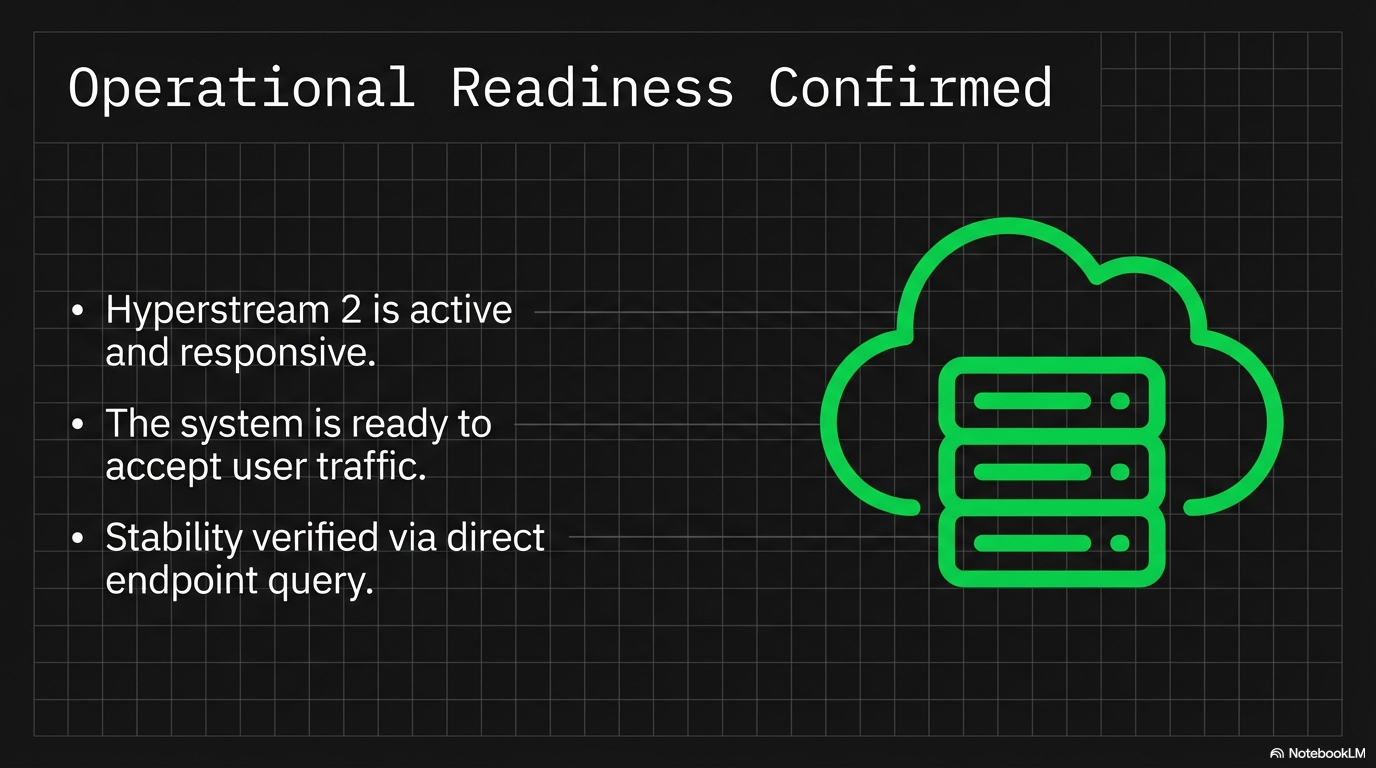 Operational Readiness Confirmed
• Hyperstream 2 is active
and responsive.
• The system is ready to
accept user traffic.
• Stability verified via direct
endpoint query.
NotebookLM